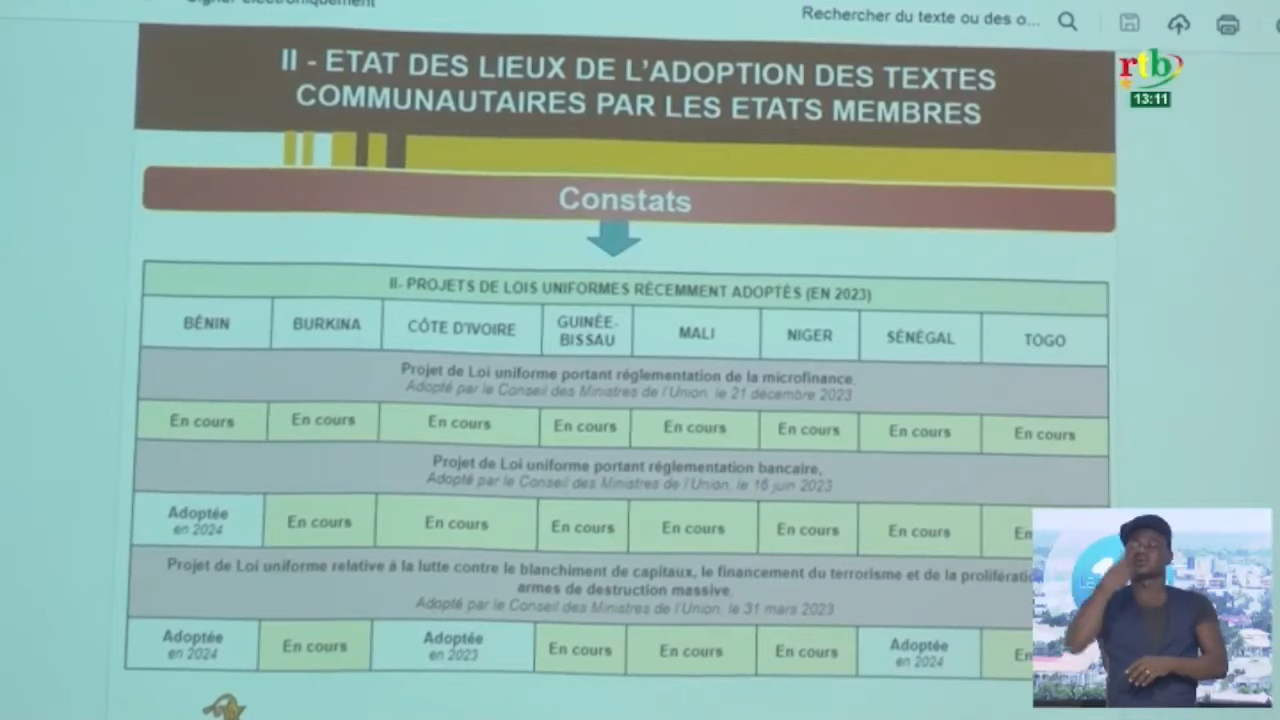 Signer électroniquement
Rechercher du texte ou des o...
rtb
13:11
II - ETAT DES LIEUX DE L'ADOPTION DES TEXTES
COMMUNAUTAIRES PAR LES ETATS MEMBRES
Constats
II- PROJETS DE LOIS UNIFORMES RÉCEMMENT ADOPTÉS (EN 2023)
BÉNIN BURKINA CÔTE D'IVOIRE GUINÉE-BISSAU MALI NIGER SÉNÉGAL TOGO
Projet de Loi uniforme portant réglementation de la microfinance.
Adopté par le Conseil des Ministres de l'Union, le 21 décembre 2023
En cours En cours En cours En cours En cours En cours En cours En cours
Projet de Loi uniforme portant réglementation bancaire,
Adopté par le Conseil des Ministres de l'Union, le 16 juin 2023
Adoptée en 2024 En cours En cours En cours En cours En cours En cours En
Projet de Loi uniforme relative à la lutte contre le blanchiment de capitaux, le financement du terrorisme et de la prolifératio
armes de destruction massive.
Adopté par le Conseil des Ministres de l'Union, le 31 mars 2023
Adoptée en 2024 En cours Adoptée en 2023 En cours En cours En cours Adoptée en 2024 En